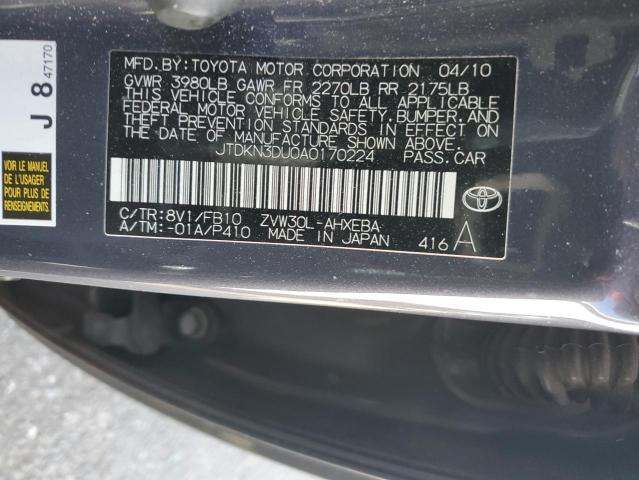 J 8 47170
VOIR LE MANUEL
DE L'USAGER
POUR INSTRUCTIONS
MFD.BY:TOYOTA MOTOR CORPORATION 04/10
GVWR 3980LB GAWR FR 2270LB RR 2175LB
THIS VEHICLE CONFORMS TO ALL APPLICABLE
FEDERAL MOTOR VEHICLE SAFETY,BUMPER,AND
THEFT PREVENTION STANDARDS IN EFFECT ON
THE DATE OF MANUFACTURE SHOWN ABOVE.
JTDKN3DU0A0170224 PASS.CAR
C/TR:8V1/FB10 ZVW30L-AHXEBA
A/TM:-01A/P410 MADE IN JAPAN 416 A